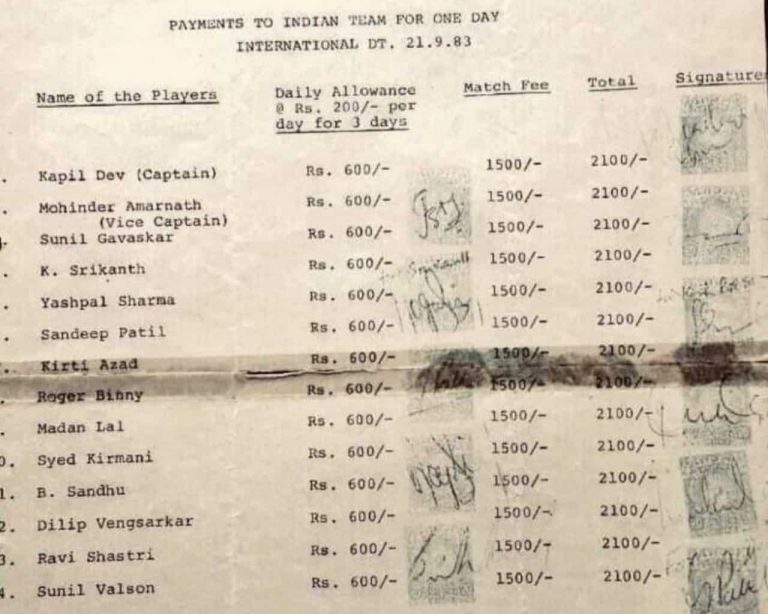 PAYMENTS TO INDIAN TEAM FOR ONE DAY
INTERNATIONAL DT. 21.9.83
Name of the Players Daily Allowance @ Rs. 200/- per day for 3 days Match Fee Total Signature
. Kapil Dev (Captain) Rs. 600/- 1500/- 2100/-
. Mohinder Amarnath Rs. 600/- 1500/- 2100/-
(Vice Captain)
Sunil Gavaskar Rs. 600/- 1500/- 2100/-
. K. Srikanth Rs. 600/- 1500/- 2100/-
. Yashpal Sharma Rs. 600/- 1500/- 2100/-
. Sandeep Patil Rs. 600/- 1500/- 2100/-
. Kirti Azad Rs. 600/- 1500/- 2100/-
. Roger Binny Rs. 600/- 1500/- 2100/-
. Madan Lal Rs. 600/- 1500/- 2100/-
0. Syed Kirmani Rs. 600/- 1500/- 2100/-
1. B. Sandhu Rs. 600/- 1500/- 2100/-
2. Dilip Vengsarkar Rs. 600/- 1500/- 2100/-
3. Ravi Shastri Rs. 600/- 1500/- 2100/-
4. Sunil Valson Rs. 600/- 1500/- 2100/-